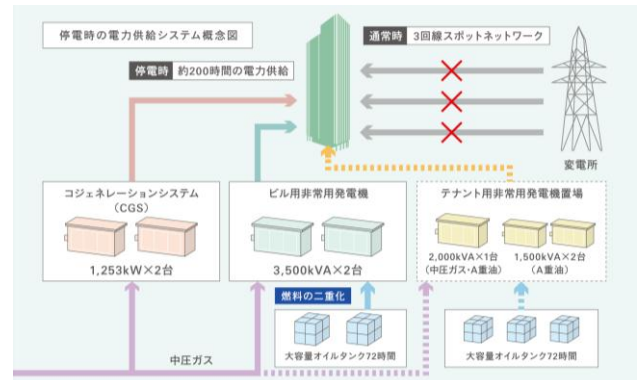 停電時の電力供給システム概念図
通常時 3回線スポットネットワーク
停電時 約200時間の電力供給
変電所
コジェネレーションシステム
(CGS)
1,253kW×2台
ビル用非常用発電機
3,500kVA×2台
テナント用非常用発電機置場
2,000kVA×1台
(中圧ガス・A重油)
1,500kVA×2台
(A重油)
燃料の二重化
中圧ガス
大容量オイルタンク72時間
大容量オイルタンク72時間